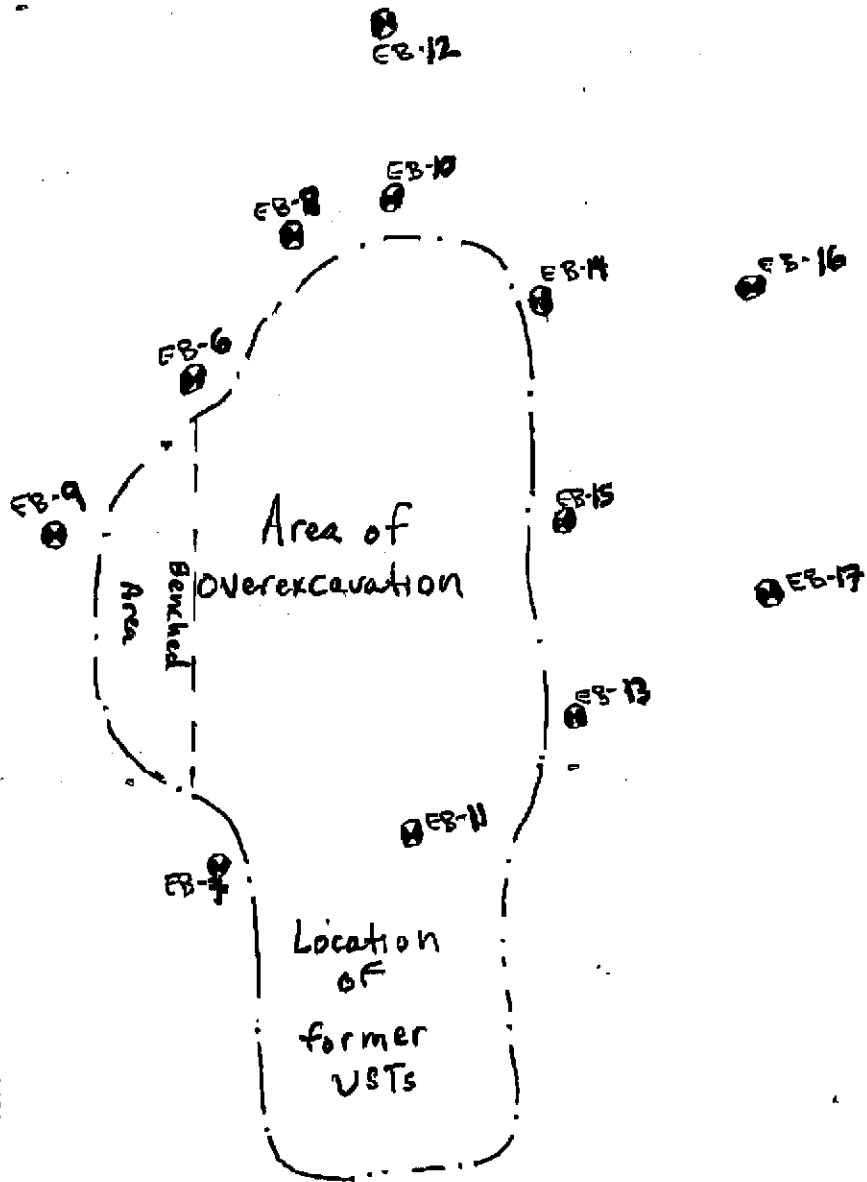 EB-12
EB-10
EB-8
EB-14
EB-16
EB-6
EB-9
EB-15
Area of
overexcavation
Benched
Area
EB-17
EB-13
EB-11
EB-7
Location
of
former
USTs